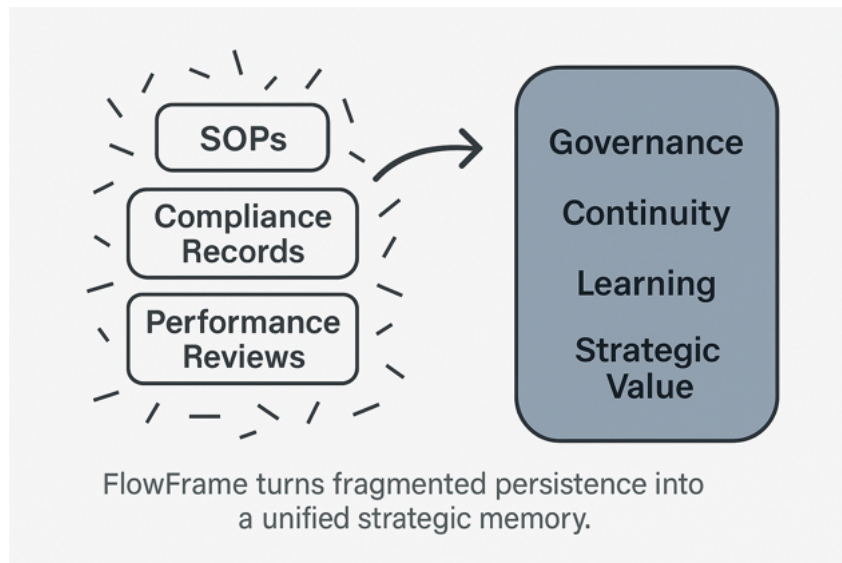 SOPs
Compliance
Records
Performance
Reviews
Governance
Continuity
Learning
Strategic
Value
FlowFrame turns fragmented persistence into
a unified strategic memory.